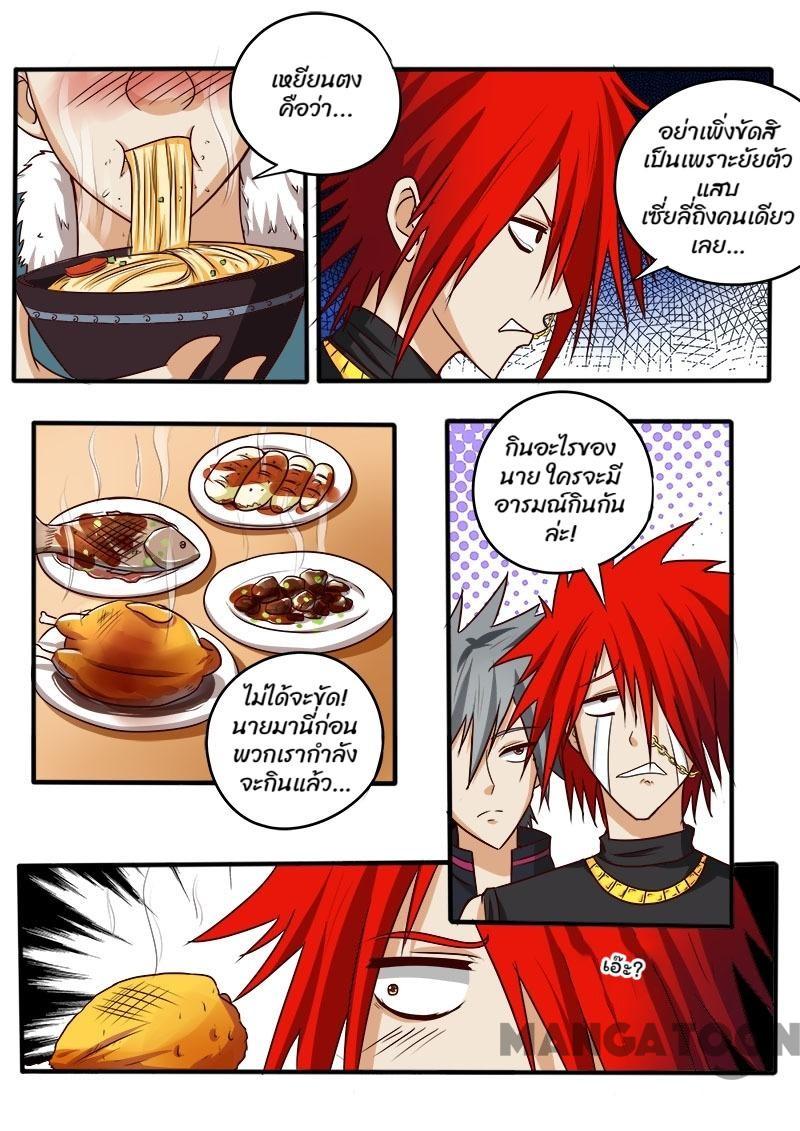 เหยียนตง
คือว่า...
อย่าเพิ่งขัดสิ
เป็นเพราะยัยตัว
แสบ
เซี่ยลี่ถิงคนเดียว
เลย...
กินอะไรของ
นาย ใครจะมี
อารมณ์กินกัน
ล่ะ!
ไม่ได้จะขัด!
นายมานี่ก่อน
พวกเรากำลัง
จะกินแล้ว...
เอ๊ะ?
MANGATOON